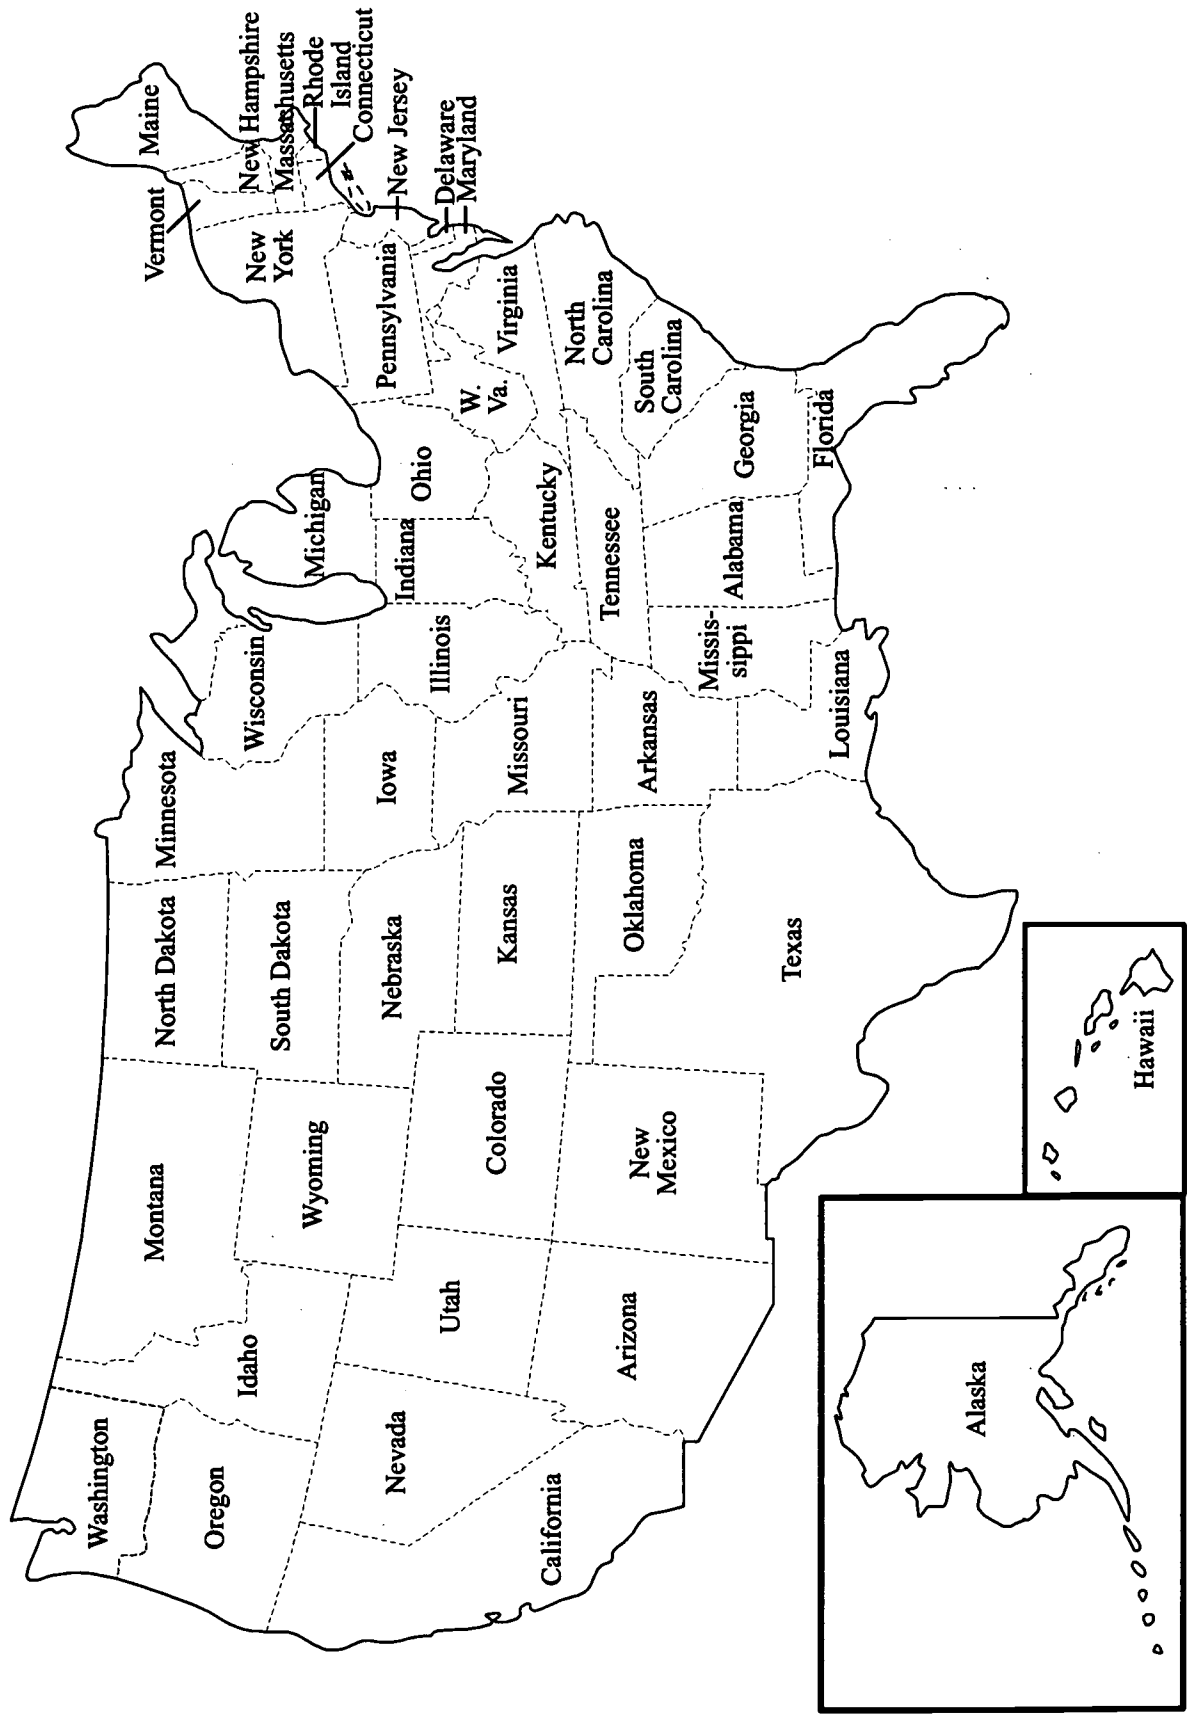 Washington
Oregon
California
Nevada
Idaho
Montana
Wyoming
Utah
Arizona
Colorado
New
Mexico
North Dakota
South Dakota
Nebraska
Kansas
Oklahoma
Texas
Minnesota
Iowa
Missouri
Arkansas
Louisiana
Wisconsin
Illinois
Michigan
Indiana
Ohio
Kentucky
Tennessee
Missis-
sippi
Alabama
Georgia
Florida
South
Carolina
North
Carolina
Virginia
W.
Va.
Pennsylvania
New
York
Vermont
Maine
New Hampshire
Massachusetts
Rhode
Island
Connecticut
New Jersey
Delaware
Maryland
Alaska
Hawaii